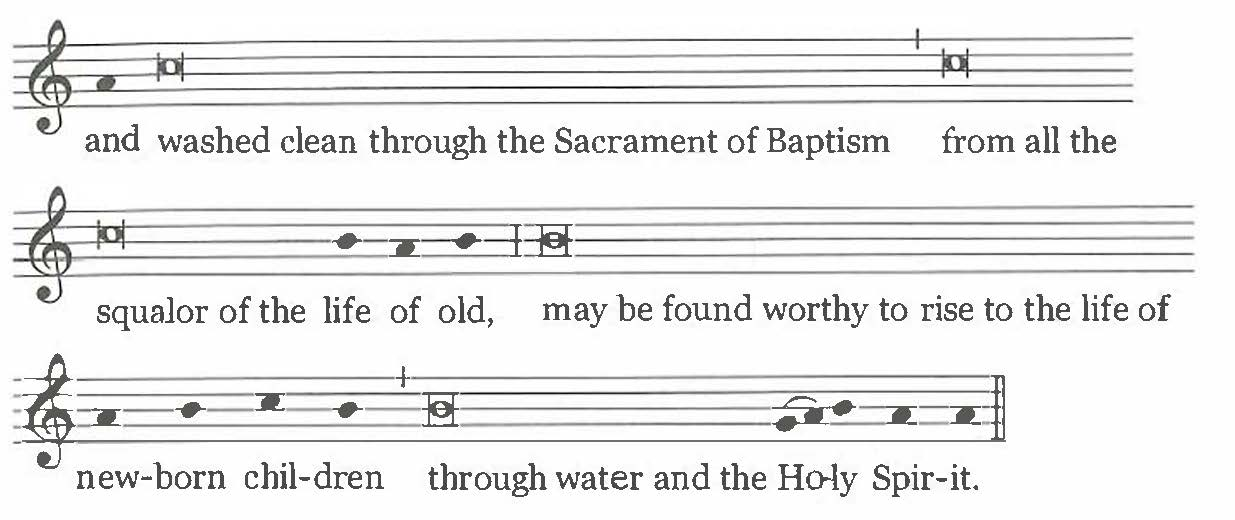 and washed clean through the Sacrament of Baptism from all the
squalor of the life of old, may be found worthy to rise to the life of
new-born chil-dren through water and the Ho-ly Spir-it.